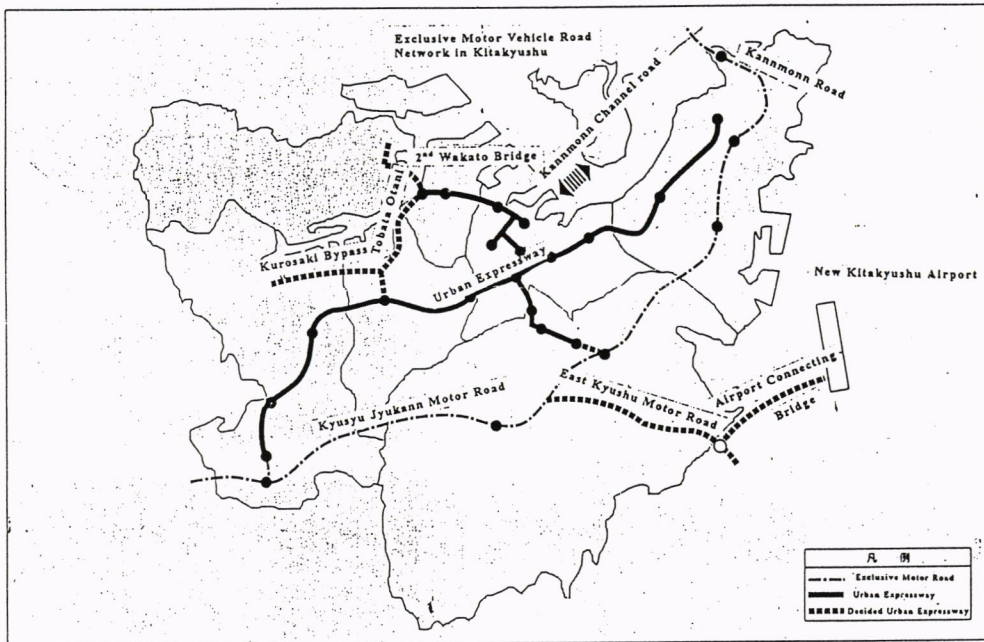 Exclusive Motor Vehicle Road
Network in Kitakyushu
Kannmonn Road
Kannmonn Channel road
2nd Wakato Bridge
Tobata Otani
Kurosaki Bypass
Urban Expressway
New Kitakyushu Airport
Airport Connecting
Bridge
East Kyushu Motor Road
Kyusyu Jyukann Motor Road
凡 例
Exclusive Motor Road
Urban Expressway
Decided Urban Expressway